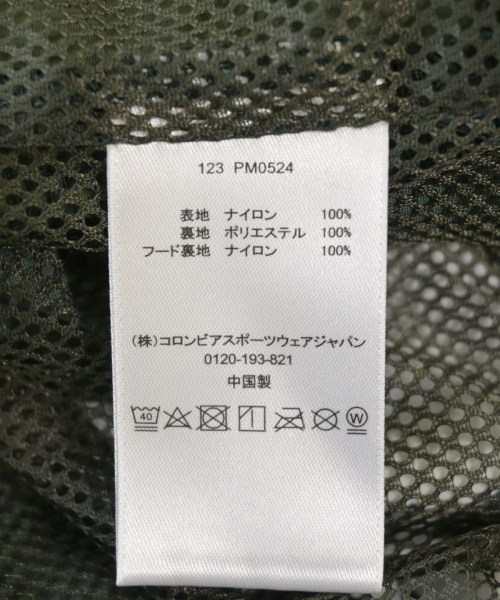 123 PM0524
表地 ナイロン 100%
裏地 ポリエステル 100%
フード裏地 ナイロン 100%
(株)コロンビアスポーツウェアジャパン
0120-193-821
中国製
40 W